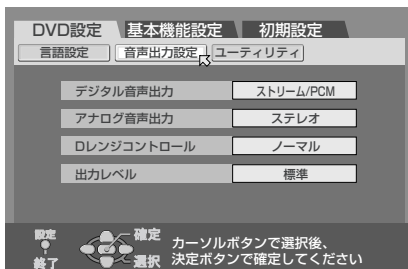 DVD設定 基本機能設定 初期設定
言語設定 音声出力設定 ユーティリティ
デジタル音声出力 ストリーム/PCM
アナログ音声出力 ステレオ
Dレンジコントロール ノーマル
出力レベル 標準
設定 確定
カーソルボタンで選択後、
終了 選択 決定ボタンで確定してください